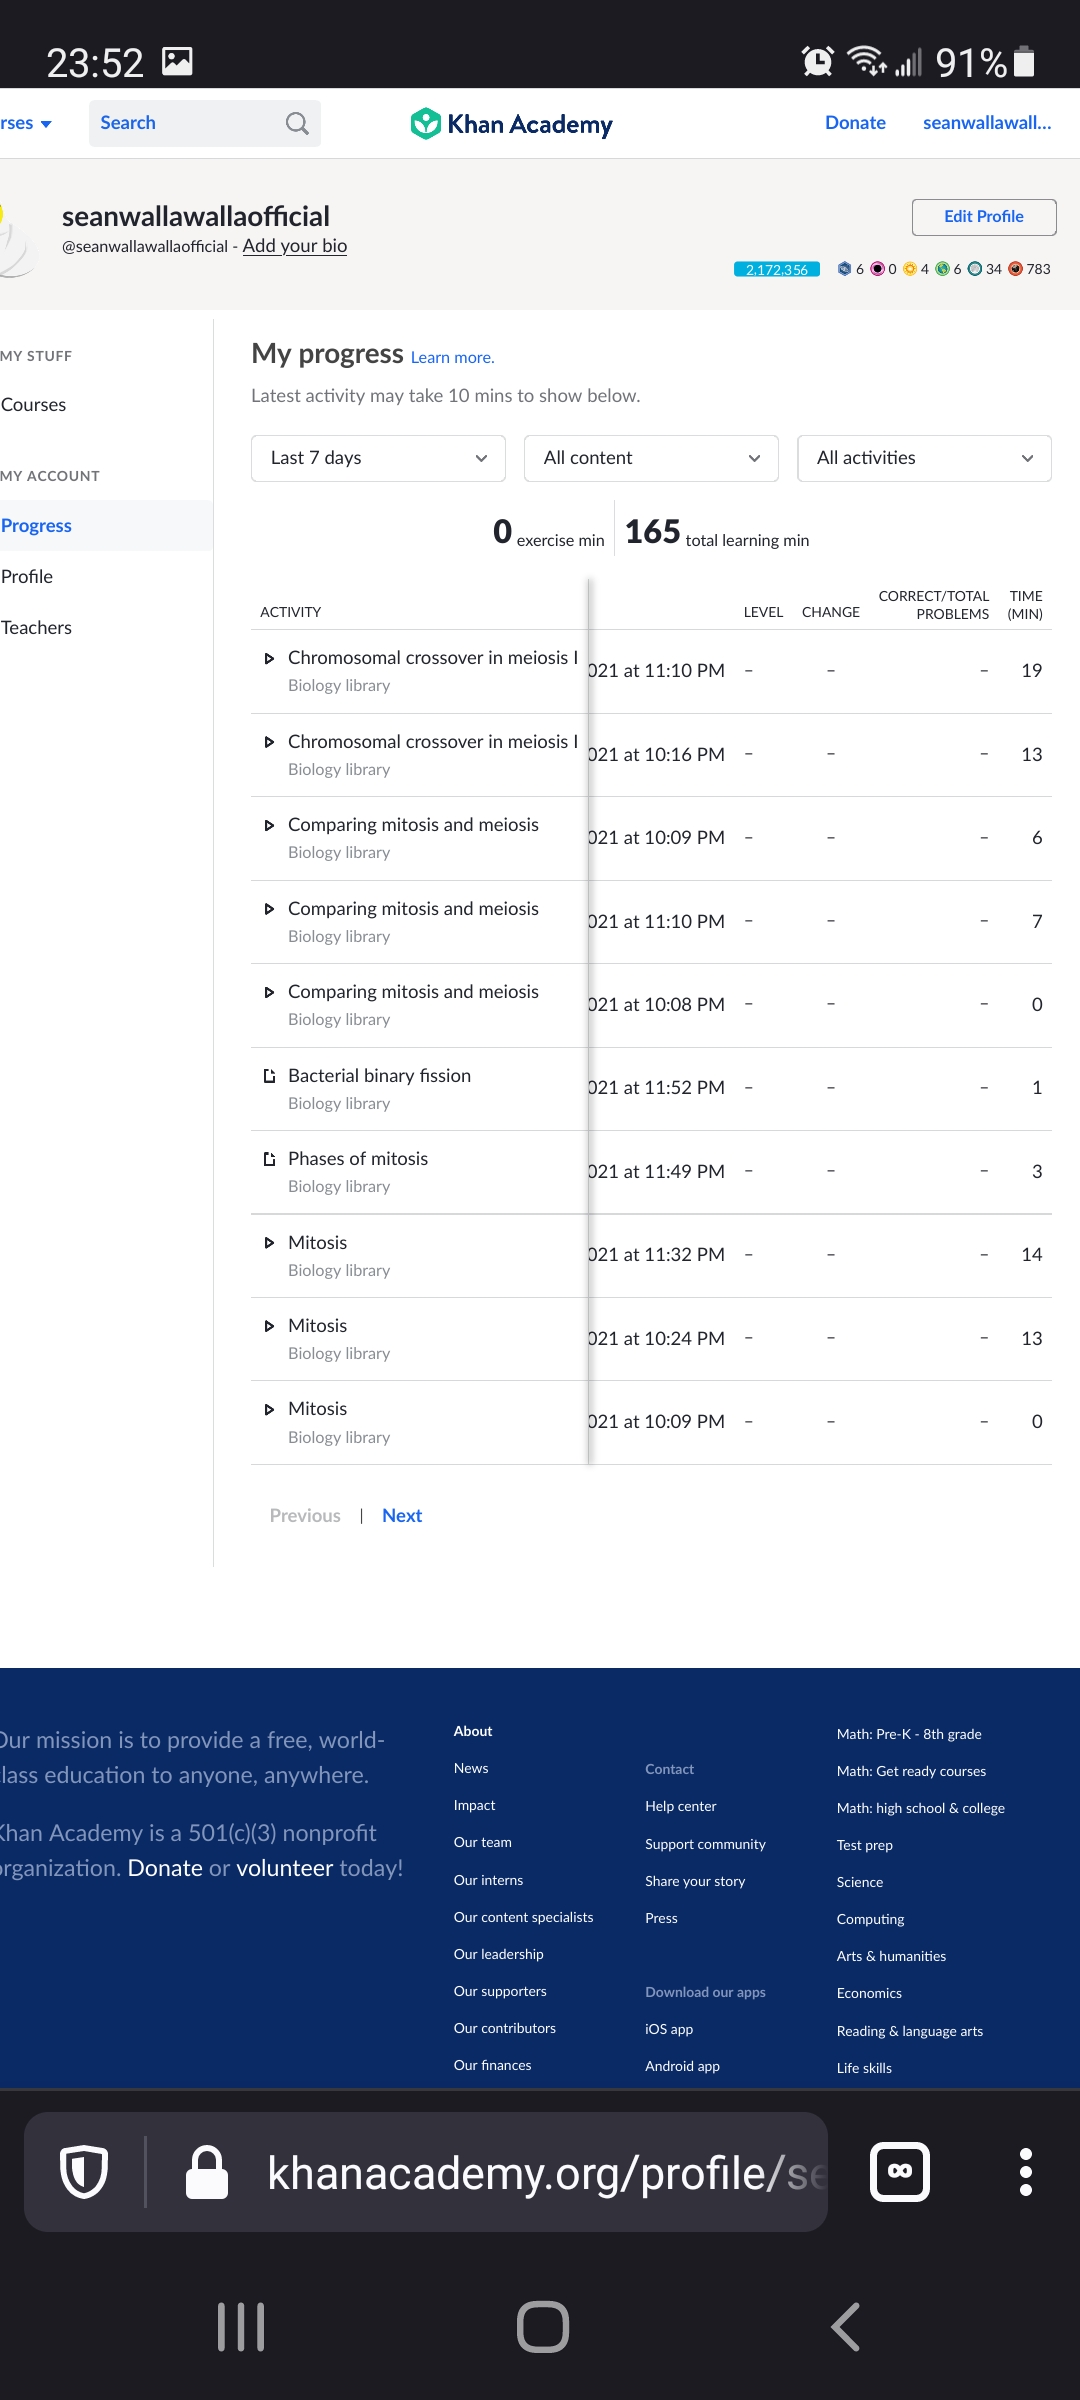 23:52 91%
rses Search Khan Academy Donate seanwallawall...
seanwallawallaofficial
Edit Profile
@seanwallawallaofficial - Add your bio
2,172,356 6 0 4 6 34 783
MY STUFF
Courses
MY ACCOUNT
Progress
Profile
Teachers
My progress Learn more.
Latest activity may take 10 mins to show below.
Last 7 days All content All activities
0 exercise min 165 total learning min
ACTIVITY LEVEL CHANGE CORRECT/TOTAL PROBLEMS TIME (MIN)
Chromosomal crossover in meiosis I 021 at 11:10 PM – – – 19
Biology library
Chromosomal crossover in meiosis I 021 at 10:16 PM – – – 13
Biology library
Comparing mitosis and meiosis 021 at 10:09 PM – – – 6
Biology library
Comparing mitosis and meiosis 021 at 11:10 PM – – – 7
Biology library
Comparing mitosis and meiosis 021 at 10:08 PM – – – 0
Biology library
Bacterial binary fission 021 at 11:52 PM – – – 1
Biology library
Phases of mitosis 021 at 11:49 PM – – – 3
Biology library
Mitosis 021 at 11:32 PM – – – 14
Biology library
Mitosis 021 at 10:24 PM – – – 13
Biology library
Mitosis 021 at 10:09 PM – – – 0
Biology library
Previous | Next
Our mission is to provide a free, world-
class education to anyone, anywhere.
Khan Academy is a 501(c)(3) nonprofit
organization. Donate or volunteer today!
About
News
Impact
Our team
Our interns
Our content specialists
Our leadership
Our supporters
Our contributors
Our finances
Contact
Help center
Support community
Share your story
Press
Download our apps
iOS app
Android app
Math: Pre-K - 8th grade
Math: Get ready courses
Math: high school & college
Test prep
Science
Computing
Arts & humanities
Economics
Reading & language arts
Life skills
khanacademy.org/profile/se